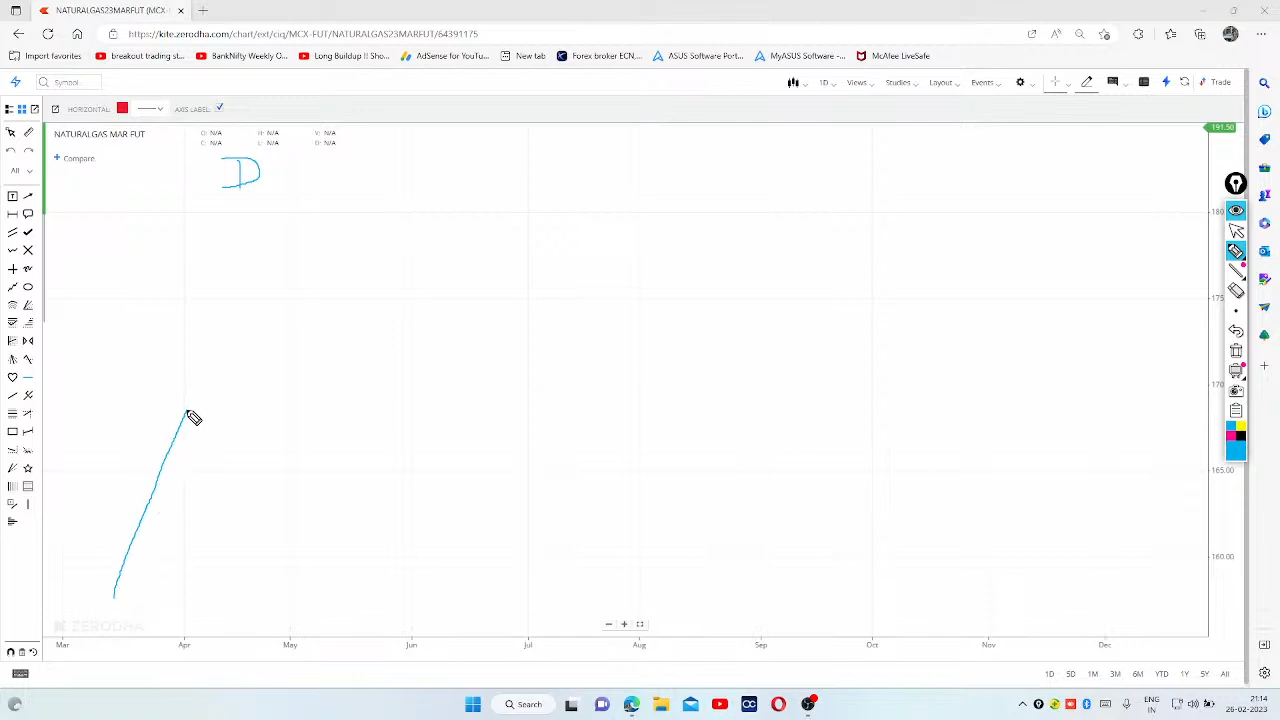 NATURALGAS23MARFUT (MCX-
https://kite.zerodha.com/chart/ext/ciq/MCX-FUT/NATURALGAS23MARFUT/64391175
Import favorites
breakout trading st...
BankNifty Weekly O...
Long Buildup !! Sho...
AdSense for YouTu...
New tab
Forex broker ECN,...
ASUS Software Port...
MyASUS Software -...
McAfee LiveSafe
Symbol
1D
Views
Studies
Layout
Events
Trade
HORIZONTAL:
AXIS LABEL:
NATURALGAS MAR FUT
O: N/A
H: N/A
V: N/A
C: N/A
L: N/A
D: N/A
Compare
All
D
191.50
180
175
170
165.00
160.00
ZERODHA
Mar
Apr
May
Jun
Jul
Aug
Sep
Oct
Nov
Dec
1D
5D
1M
3M
6M
YTD
1Y
5Y
All
Search
ENG
IN
21:14
26-02-2023